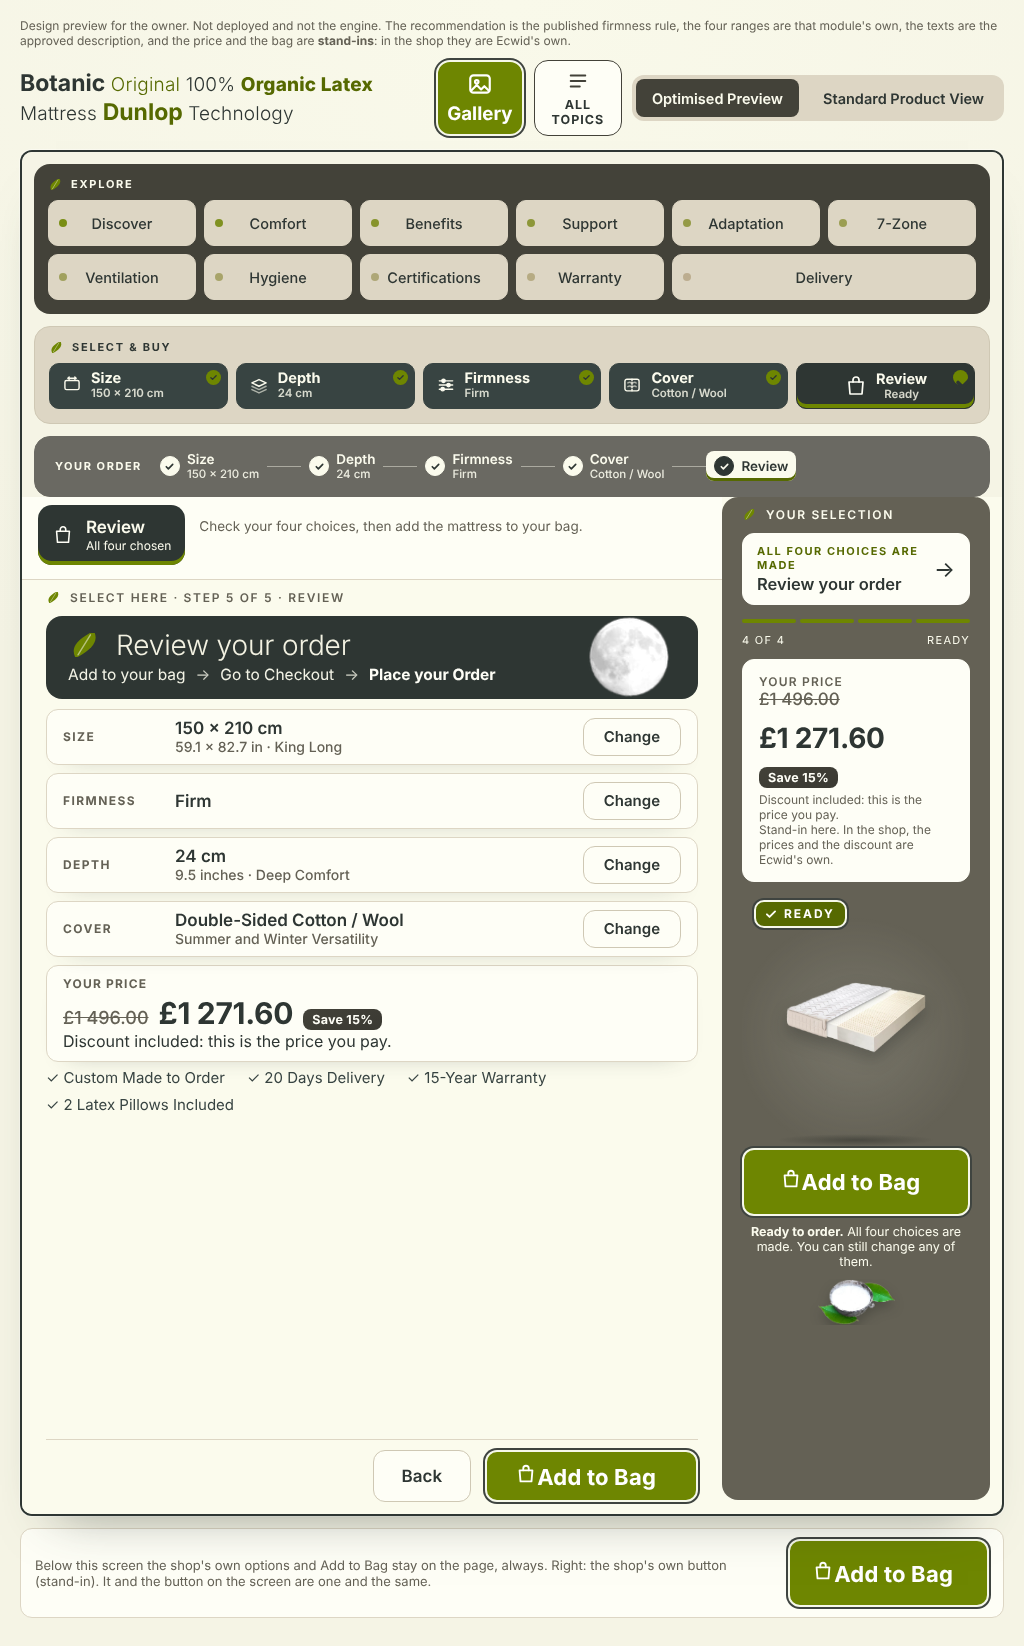 Design preview for the owner. Not deployed and not the engine. The recommendation is the published firmness rule, the four ranges are that module's own, the texts are the
approved description, and the price and the bag are stand-ins: in the shop they are Ecwid's own.
Botanic Original 100% Organic Latex
Mattress Dunlop Technology
Gallery
ALL
TOPICS
Optimised Preview
Standard Product View
EXPLORE
Discover
Comfort
Benefits
Support
Adaptation
7-Zone
Ventilation
Hygiene
Certifications
Warranty
Delivery
SELECT & BUY
Size
150 × 210 cm
Depth
24 cm
Firmness
Firm
Cover
Cotton / Wool
Review
Ready
YOUR ORDER
Size
150 × 210 cm
Depth
24 cm
Firmness
Firm
Cover
Cotton / Wool
Review
Review
All four chosen
Check your four choices, then add the mattress to your bag.
SELECT HERE · STEP 5 OF 5 · REVIEW
Review your order
Add to your bag → Go to Checkout → Place your Order
SIZE
150 × 210 cm
59.1 × 82.7 in · King Long
Change
FIRMNESS
Firm
Change
DEPTH
24 cm
9.5 inches · Deep Comfort
Change
COVER
Double-Sided Cotton / Wool
Summer and Winter Versatility
Change
YOUR PRICE
£1 496.00 £1 271.60 Save 15%
Discount included: this is the price you pay.
✓ Custom Made to Order ✓ 20 Days Delivery ✓ 15-Year Warranty
✓ 2 Latex Pillows Included
Back
Add to Bag
YOUR SELECTION
ALL FOUR CHOICES ARE
MADE
Review your order →
4 OF 4
READY
YOUR PRICE
£1 496.00
£1 271.60
Save 15%
Discount included: this is the
price you pay.
Stand-in here. In the shop, the
prices and the discount are
Ecwid's own.
✓ READY
Add to Bag
Ready to order. All four choices are
made. You can still change any of
them.
Below this screen the shop's own options and Add to Bag stay on the page, always. Right: the shop's own button
(stand-in). It and the button on the screen are one and the same.
Add to Bag